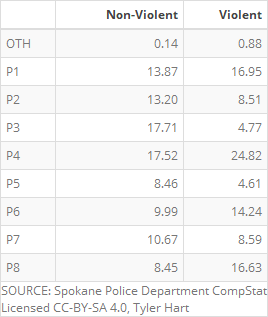 Non-Violent Violent
OTH 0.14 0.88
P1 13.87 16.95
P2 13.20 8.51
P3 17.71 4.77
P4 17.52 24.82
P5 8.46 4.61
P6 9.99 14.24
P7 10.67 8.59
P8 8.45 16.63
SOURCE: Spokane Police Department CompStat
Licensed CC-BY-SA 4.0, Tyler Hart